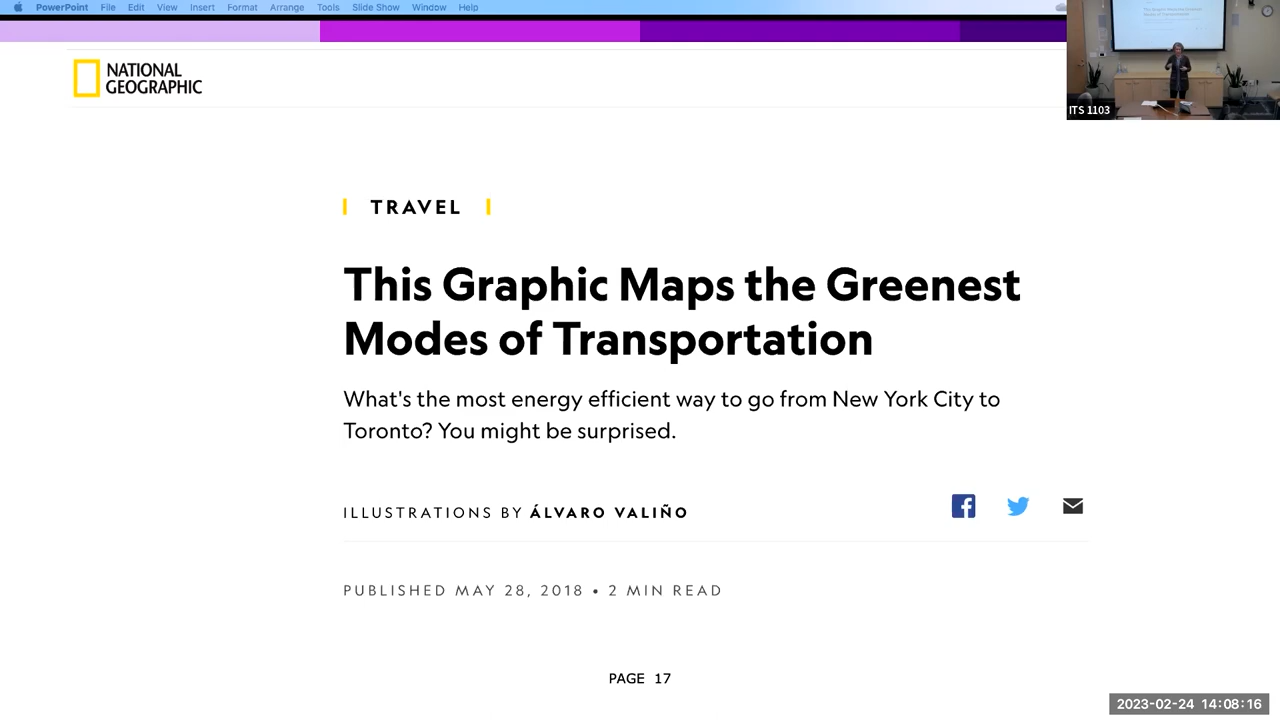 PowerPoint File Edit View Insert Format Arrange Tools Slide Show Window Help
NATIONAL
GEOGRAPHIC
ITS 1103
TRAVEL
This Graphic Maps the Greenest
Modes of Transportation
What's the most energy efficient way to go from New York City to
Toronto? You might be surprised.
ILLUSTRATIONS BY ÁLVARO VALIÑO
PUBLISHED MAY 28, 2018 • 2 MIN READ
PAGE 17
2023-02-24 14:08:16